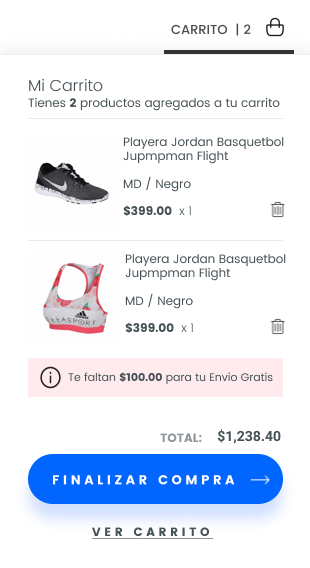 CARRITO | 2
Mi Carrito
Tienes 2 productos agregados a tu carrito
Playera Jordan Basquetbol
Jupmpman Flight
MD / Negro
$399.00 x 1
Playera Jordan Basquetbol
Jupmpman Flight
MD / Negro
$399.00 x 1
Te faltan $100.00 para tu Envio Gratis
TOTAL: $1,238.40
FINALIZAR COMPRA
VER CARRITO